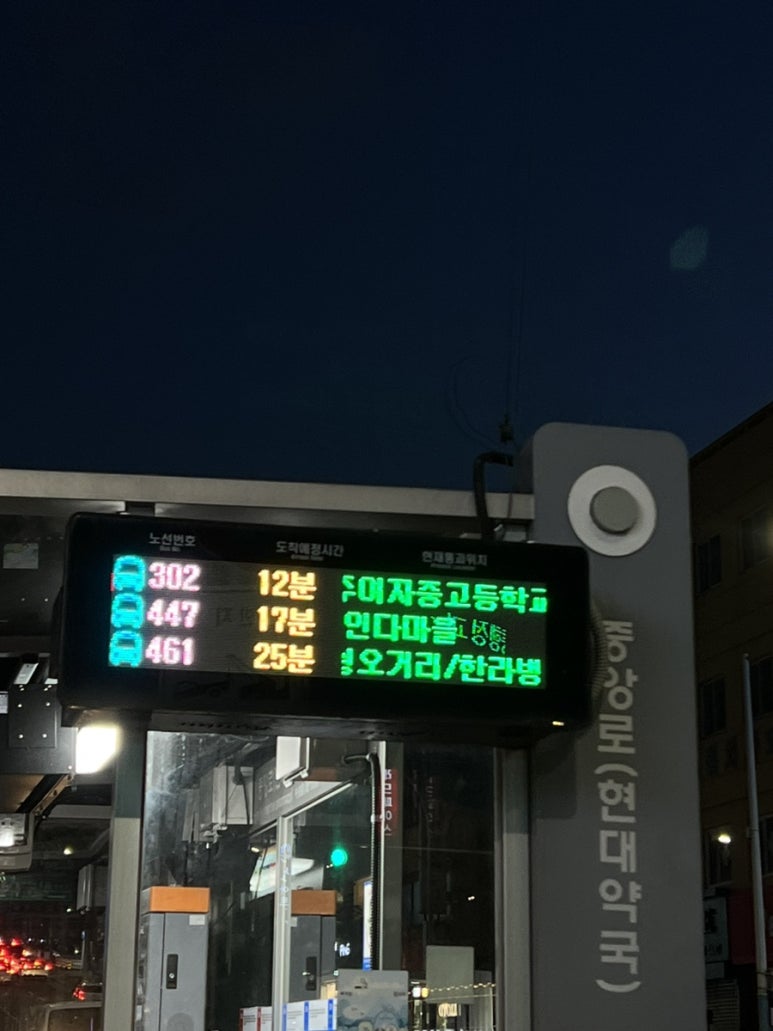 노선번호 도착예정시간 현재통과위치
302 12분 여자중고등학교
447 17분 인다마을
461 25분 오거리/한라병
중앙로(현대약국)